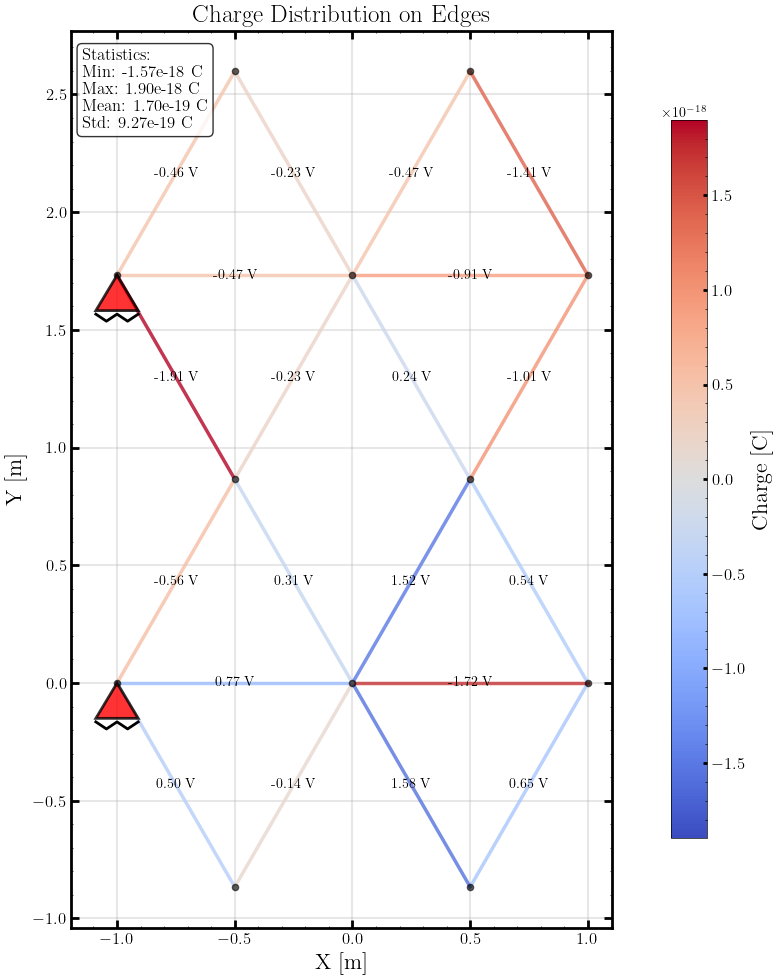 Charge Distribution on Edges
Statistics:
Min: -1.57e-18 C
Max: 1.90e-18 C
Mean: 1.70e-19 C
Std: 9.27e-19 C
×10⁻¹⁸
2.5
2.0
1.5
1.0
0.5
0.0
−0.5
−1.0
Y [m]
-0.46 V
-0.23 V
-0.47 V
-1.41 V
-0.47 V
-0.91 V
-1.91 V
-0.23 V
0.24 V
-1.01 V
-0.56 V
0.31 V
1.52 V
0.54 V
0.77 V
-1.72 V
0.50 V
-0.14 V
1.58 V
0.65 V
−1.0
−0.5
0.0
0.5
1.0
X [m]
1.5
1.0
0.5
0.0
−0.5
−1.0
−1.5
Charge [C]